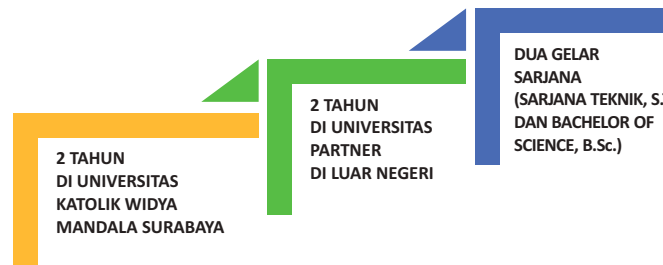 2 TAHUN
DI UNIVERSITAS
KATOLIK WIDYA
MANDALA SURABAYA
2 TAHUN
DI UNIVERSITAS
PARTNER
DI LUAR NEGERI
DUA GELAR
SARJANA
(SARJANA TEKNIK,
DAN BACHELOR OF
SCIENCE, B.Sc.)